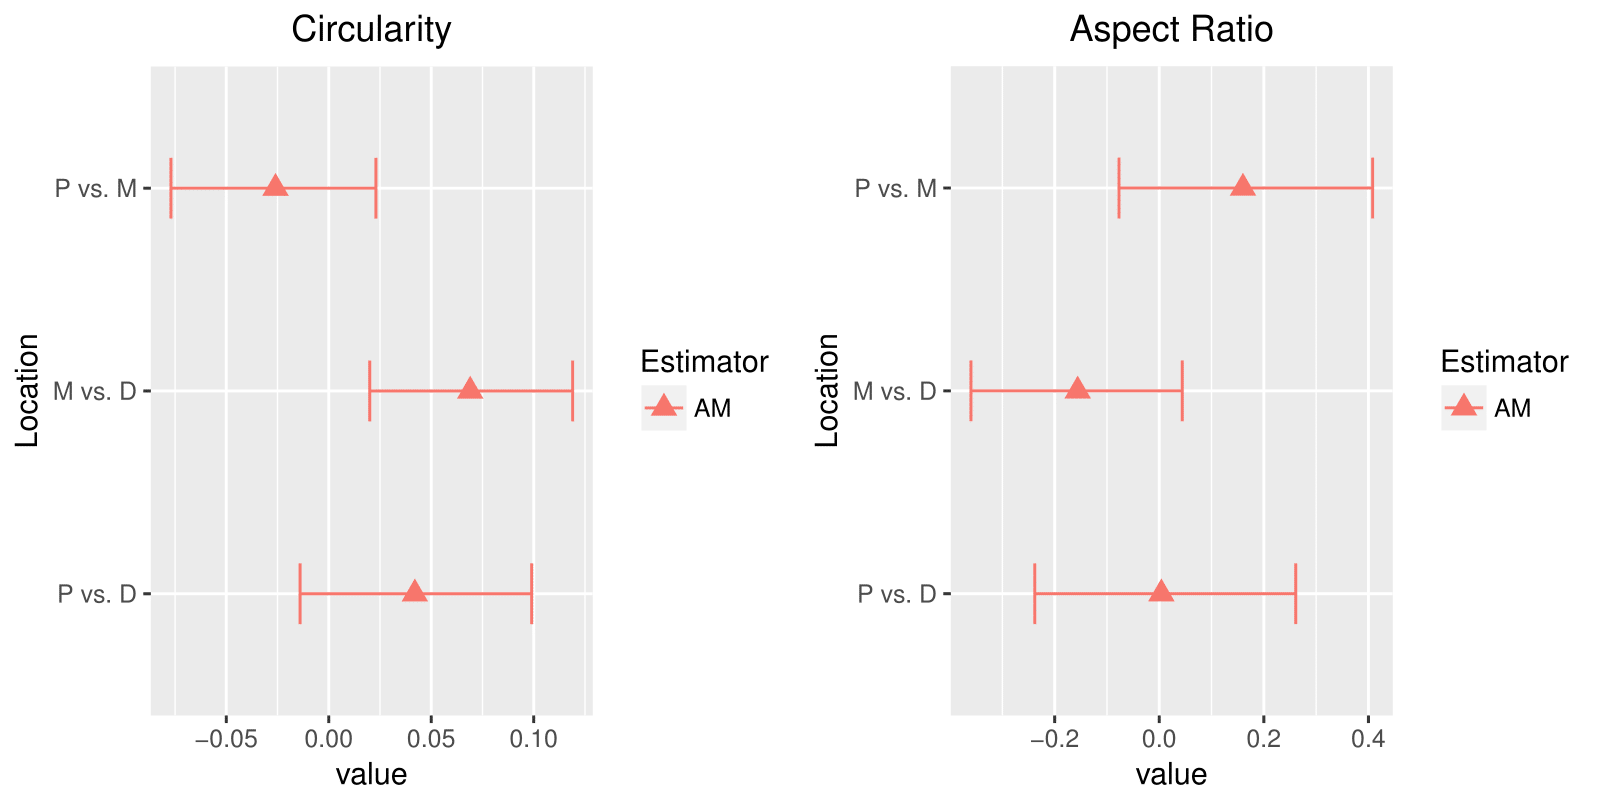 Circularity
P vs. M
M vs. D
P vs. D
Location
−0.05 0.00 0.05 0.10
value
Estimator
AM
Aspect Ratio
P vs. M
M vs. D
P vs. D
Location
−0.2 0.0 0.2 0.4
value
Estimator
AM